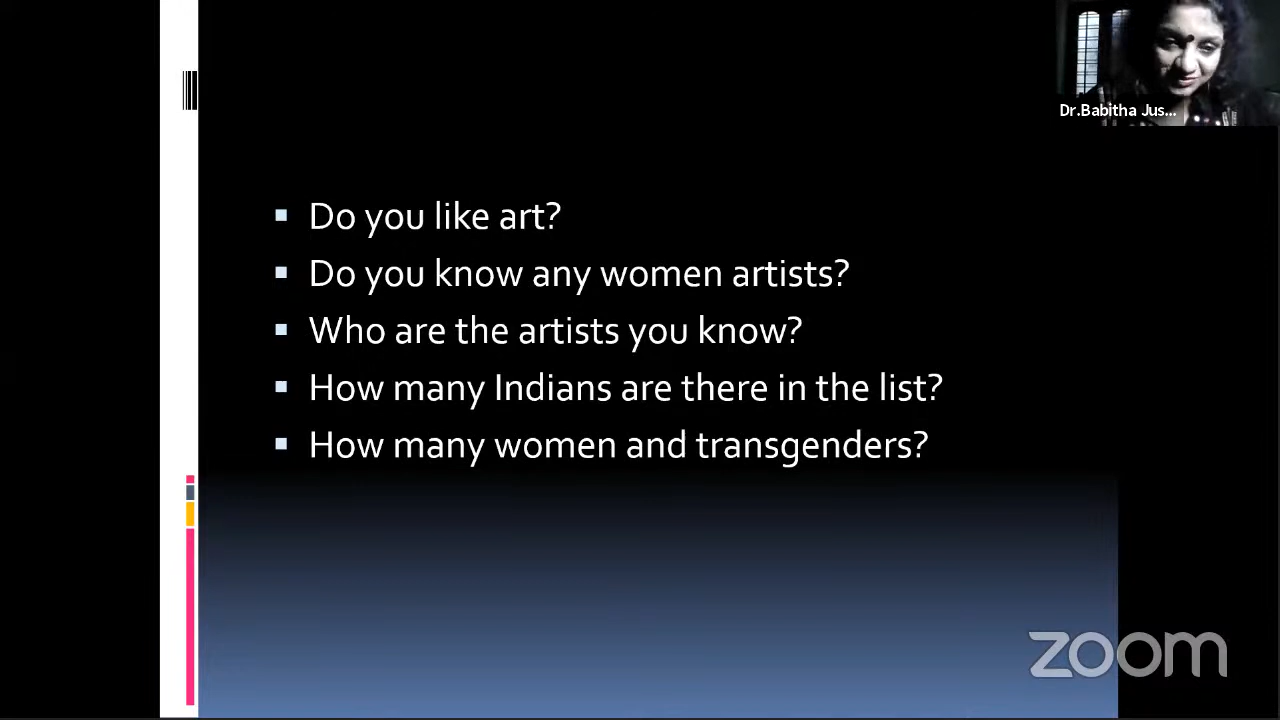 Dr.Babitha Jus...
Do you like art?
Do you know any women artists?
Who are the artists you know?
How many Indians are there in the list?
How many women and transgenders?
zoom